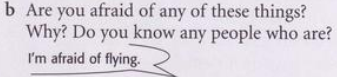 b Are you afraid of any of these things?
Why? Do you know any people who are?
I'm afraid of flying.